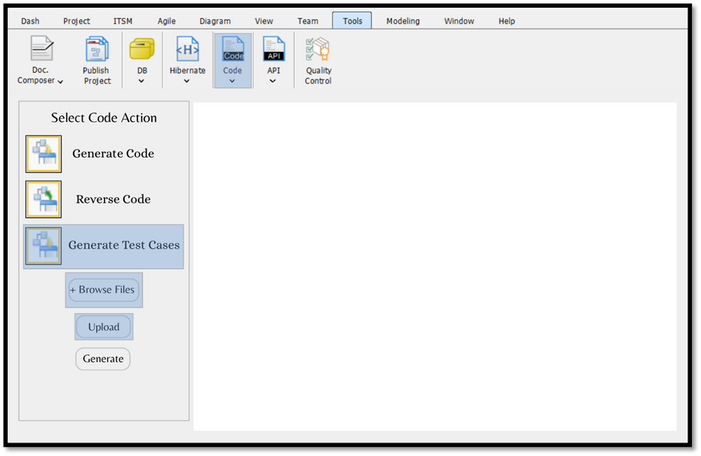 Dash Project ITSM Agile Diagram View Team Tools Modeling Window Help
Doc.
Composer
Publish
Project
DB
Hibernate
Code
API
Quality
Control
<H>
Code
API
Select Code Action
Generate Code
Reverse Code
Generate Test Cases
+ Browse Files
Upload
Generate